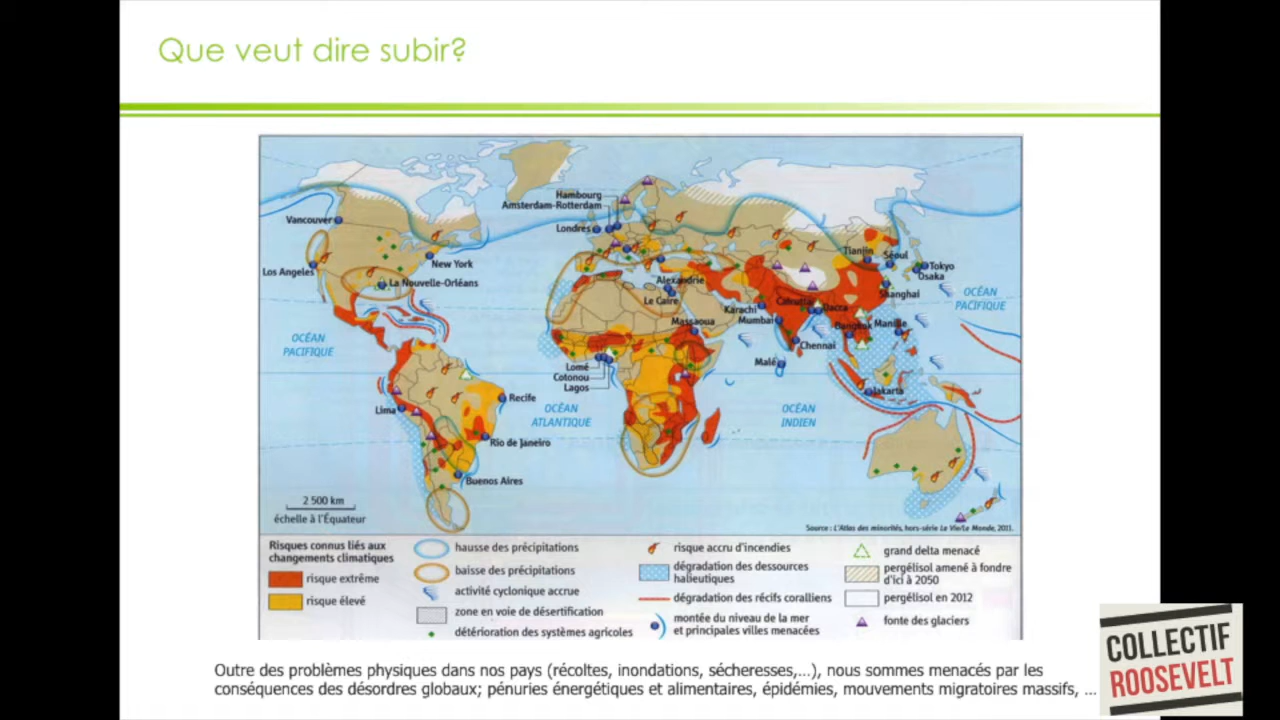 Que veut dire subir?
Hambourg
Amsterdam-Rotterdam
Vancouver
Londres
Los Angeles
New York
La Nouvelle-Orléans
Tianjin
Séoul
Tokyo
Osaka
Alexandrie
Le Caire
Shanghai
OCÉAN
PACIFIQUE
Karachi
Calcutta
Dacca
Mumbai
Massaoua
Bangkok
Manille
Chennai
OCÉAN
PACIFIQUE
Malé
Lomé
Cotonou
Lagos
Jakarta
Lima
Recife
OCÉAN
ATLANTIQUE
OCÉAN
INDIEN
Rio de Janeiro
Buenos Aires
2 500 km
échelle à l'Équateur
Source : L'Atlas des minorités, hors-série Le Vie/Le Monde, 2011.
Risques connus liés aux
changements climatiques
risque extrême
risque élevé
hausse des précipitations
baisse des précipitations
activité cyclonique accrue
zone en voie de désertification
détérioration des systèmes agricoles
risque accru d'incendies
dégradation des dessources
halieutiques
dégradation des récifs coralliens
montée du niveau de la mer
et principales villes menacées
grand delta menacé
pergélisol amené à fondre
d'ici à 2050
pergélisol en 2012
fonte des glaciers
Outre des problèmes physiques dans nos pays (récoltes, inondations, sécheresses,...), nous sommes menacés par les
conséquences des désordres globaux; pénuries énergétiques et alimentaires, épidémies, mouvements migratoires massifs, ...
COLLECTIF
ROOSEVELT